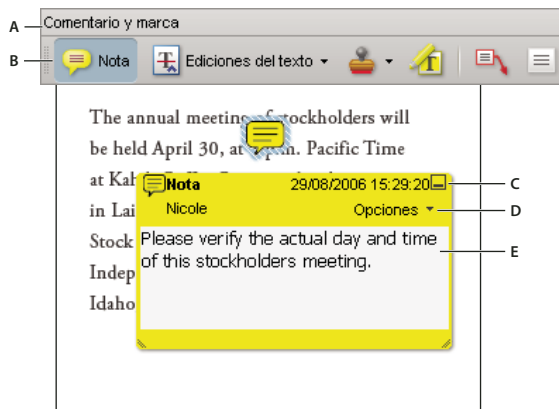 A Comentario y marca
B Nota Ediciones del texto
The annual meeting of stockholders will
be held April 30, at Pacific Time
at
in Lai
Stock
Indep
Idaho
Nota 29/08/2006 15:29:20 C
Nicole Opciones D
Please verify the actual day and time E
of this stockholders meeting.